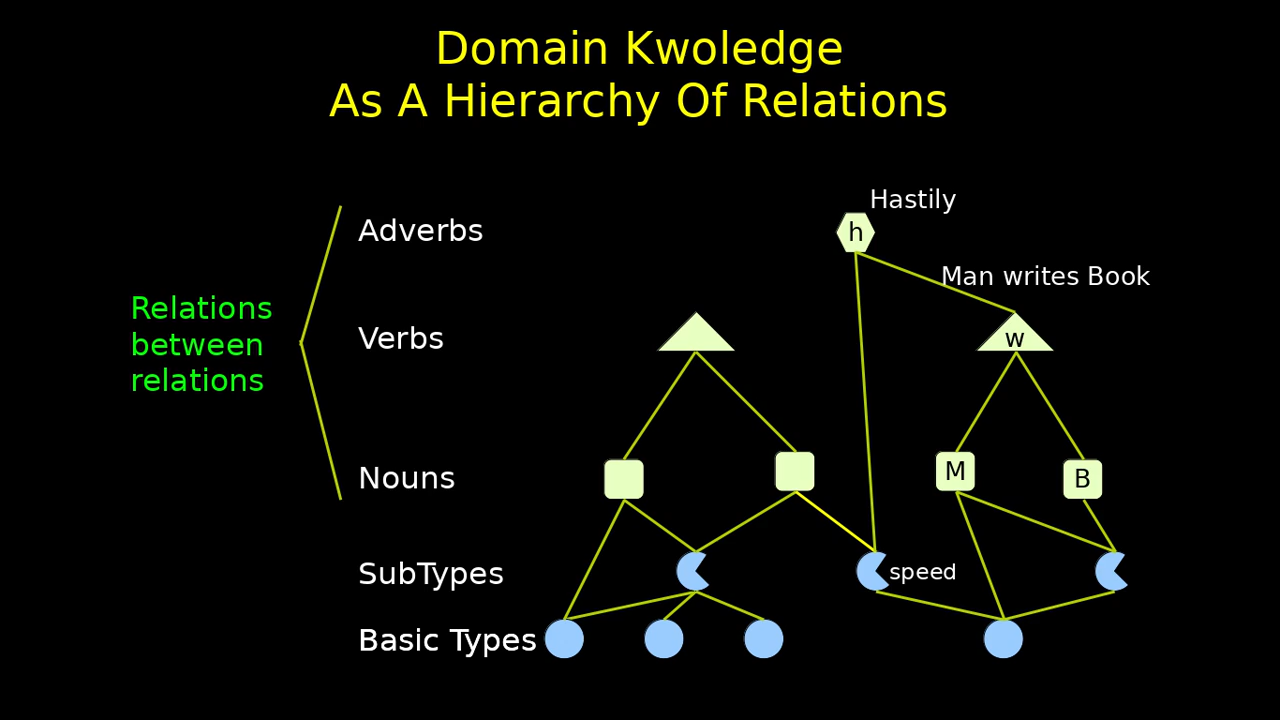 Domain Kwoledge
As A Hierarchy Of Relations
Hastily
Adverbs
h
Man writes Book
Relations
between
relations
Verbs
w
Nouns
M
B
SubTypes
speed
Basic Types